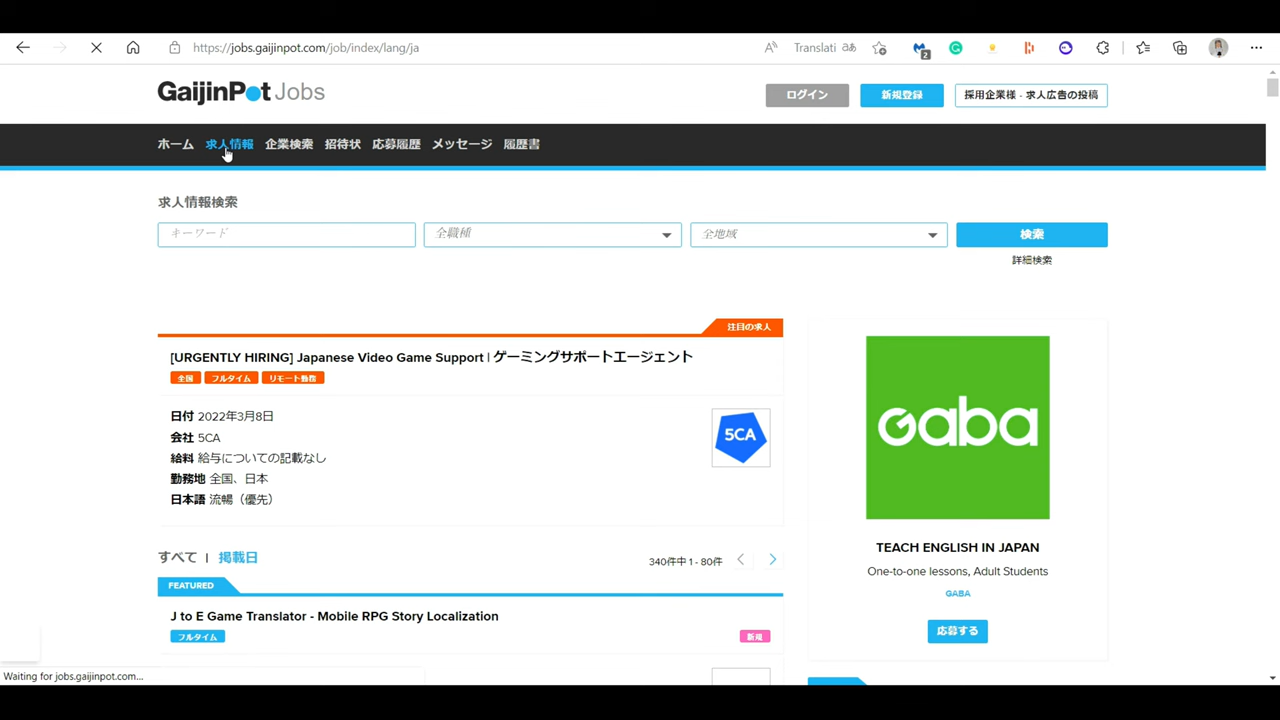 https://jobs.gaijinpot.com/job/index/lang/ja
Translati
2
GaijinPot Jobs
ログイン
新規登録
採用企業様 - 求人広告の投稿
ホーム 求人情報 企業検索 招待状 応募履歴 メッセージ 履歴書
求人情報検索
キーワード
全職種
全地域
検索
詳細検索
注目の求人
[URGENTLY HIRING] Japanese Video Game Support | ゲーミングサポートエージェント
全国 フルタイム リモート勤務
日付 2022年3月8日
会社 5CA
給料 給与についての記載なし
勤務地 全国、日本
日本語 流暢（優先）
5CA
すべて | 掲載日
340件中 1 - 80件
FEATURED
J to E Game Translator - Mobile RPG Story Localization
フルタイム
新規
GaBa
TEACH ENGLISH IN JAPAN
One-to-one lessons, Adult Students
GABA
応募する
Waiting for jobs.gaijinpot.com...